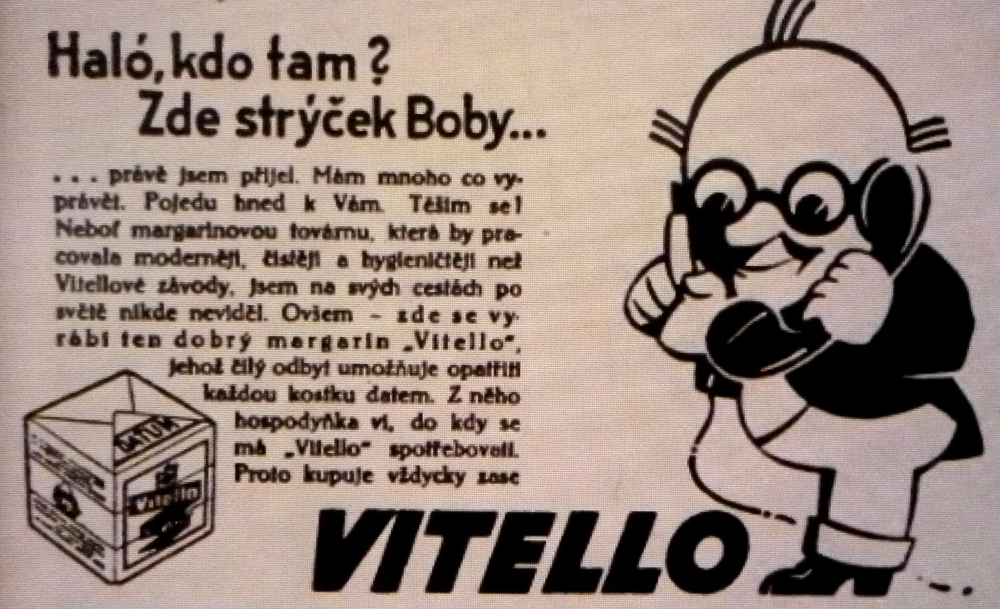 Haló, kdo tam?
Zde strýček Boby...
. . . právě jsem přijel. Mám mnoho co vy-
právět. Pojedu hned k Vám. Těším se!
Neboť margarinovou továrnu, která by pra-
covala moderněji, čistěji a hygieničtěji než
Vitellové závody, jsem na svých cestách po
světě nikde neviděl. Ovšem – zde se vy-
rábí ten dobrý margarin „Vitello“,
jehož čilý odbyt umožňuje opatřiti
každou kostku datem. Z něho
hospodyňka ví, do kdy se
má „Vitello“ spotřebovati.
Proto kupuje vždycky zase
DATUM
Vitello
VITELLO